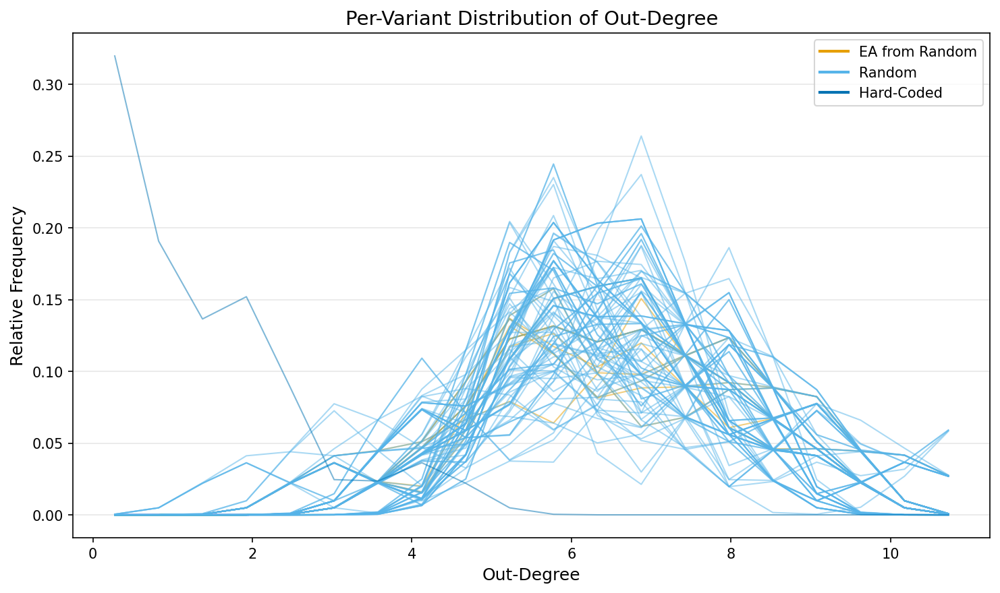 Per-Variant Distribution of Out-Degree
EA from Random
Random
Hard-Coded
Relative Frequency
0.30
0.25
0.20
0.15
0.10
0.05
0.00
0 2 4 6 8 10
Out-Degree